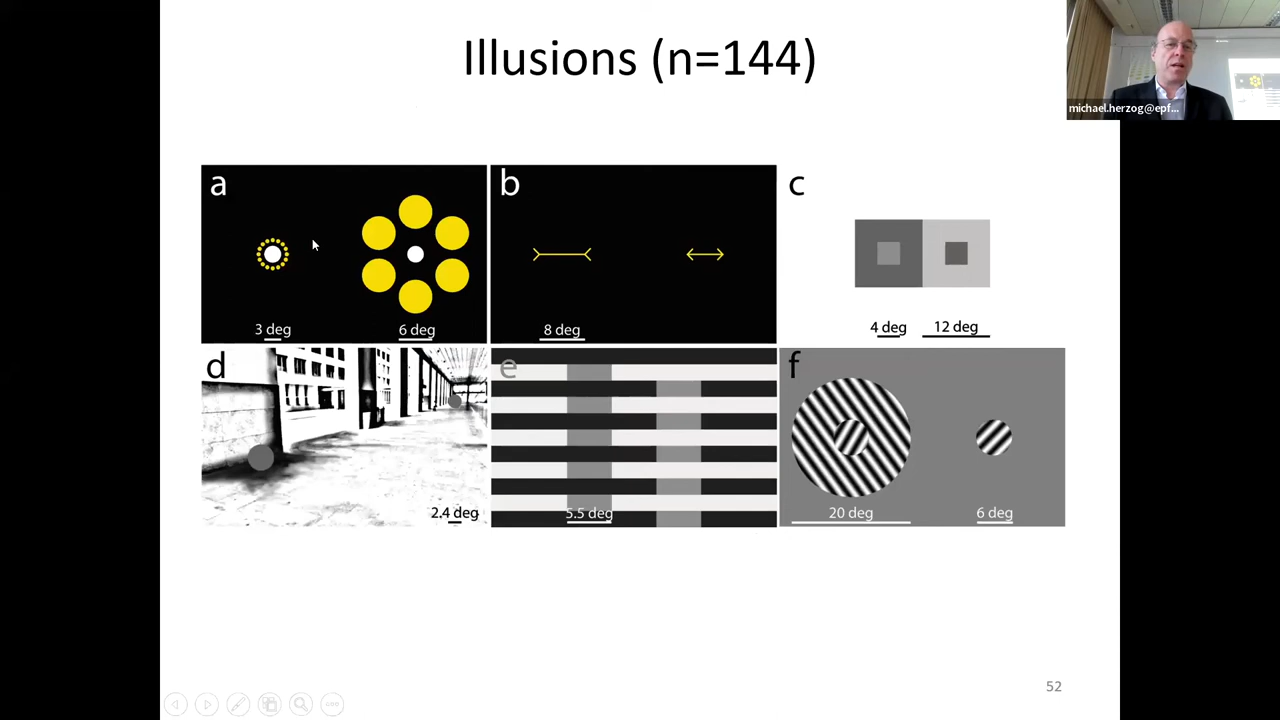 Illusions (n=144)
michael.herzog@epf...
a
b
c
3 deg
6 deg
8 deg
4 deg
12 deg
d
e
f
2.4 deg
5.5 deg
20 deg
6 deg
52